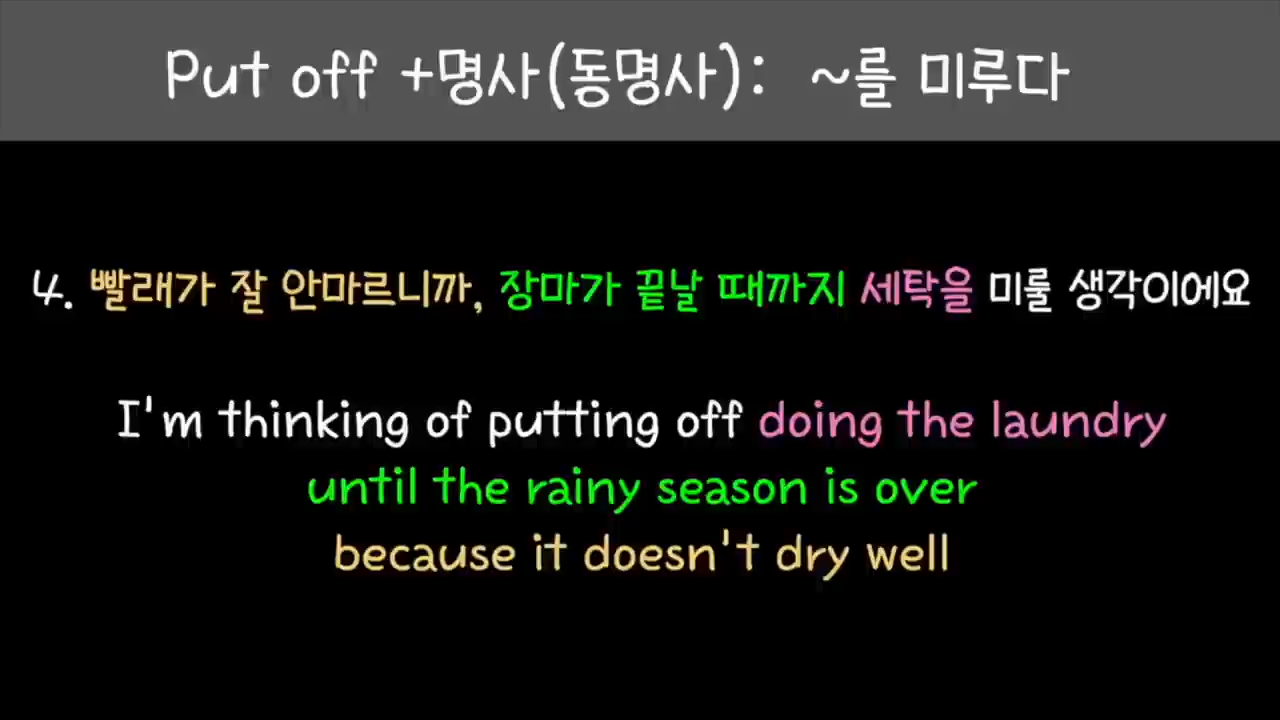 Put off +명사(동명사): ~를 미루다
4. 빨래가 잘 안마르니까, 장마가 끝날 때까지 세탁을 미룰 생각이에요
I'm thinking of putting off doing the laundry
until the rainy season is over
because it doesn't dry well